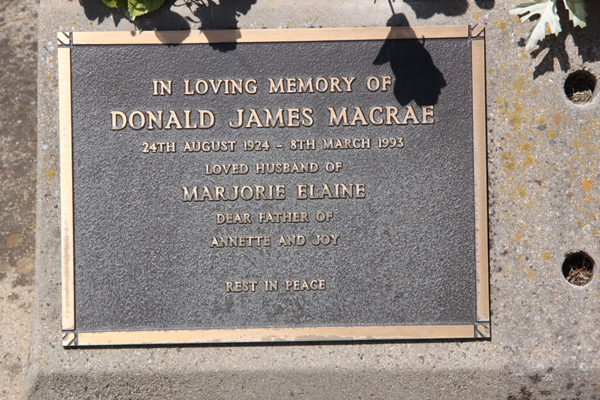 IN LOVING MEMORY OF
DONALD JAMES MACRAE
24TH AUGUST 1924 - 8TH MARCH 1993
LOVED HUSBAND OF
MARJORIE ELAINE
DEAR FATHER OF
ANNETTE AND JOY
REST IN PEACE